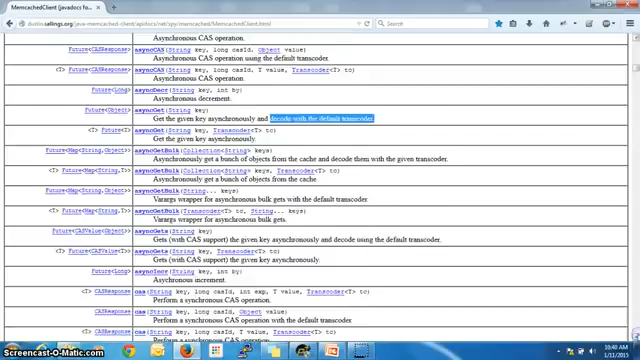 MemcachedClient (javadocs f...
dustin.sallings.org/java-memcached-client/apidocs/net/spy/memcached/MemcachedClient.html
Asynchronous CAS operation.
Future<CASResponse> asyncCAS(String key, long casId, Object value)
Asynchronous CAS operation using the default transcoder.
<T> Future<CASResponse> asyncCAS(String key, long casId, T value, Transcoder<T> tc)
Asynchronous CAS operation.
Future<Long> asyncDecr(String key, int by)
Asynchronous decrement.
Future<Object> asyncGet(String key)
Get the given key asynchronously and decode with the default transcoder.
<T> Future<T> asyncGet(String key, Transcoder<T> tc)
Get the given key asynchronously.
Future<Map<String,Object>> asyncGetBulk(Collection<String> keys)
Asynchronously get a bunch of objects from the cache and decode them with the given transcoder.
<T> Future<Map<String,T>> asyncGetBulk(Collection<String> keys, Transcoder<T> tc)
Asynchronously get a bunch of objects from the cache
Future<Map<String,Object>> asyncGetBulk(String... keys)
Varargs wrapper for asynchronous bulk gets with the default transcoder.
<T> Future<Map<String,T>> asyncGetBulk(Transcoder<T> tc, String... keys)
Varargs wrapper for asynchronous bulk gets.
Future<CASValue<Object>> asyncGets(String key)
Gets (with CAS support) the given key asynchronously and decode using the default transcoder.
<T> Future<CASValue<T>> asyncGets(String key, Transcoder<T> tc)
Gets (with CAS support) the given key asynchronously.
Future<Long> asyncIncr(String key, int by)
Asynchronous increment.
<T> CASResponse cas(String key, long casId, int exp, T value, Transcoder<T> tc)
Perform a synchronous CAS operation.
CASResponse cas(String key, long casId, Object value)
Perform a synchronous CAS operation with the default transcoder.
<T> CASResponse cas(String key, long casId, T value, Transcoder<T> tc)
Perform a synchronous CAS operation.
Screencast-O-Matic.com
10:40 AM